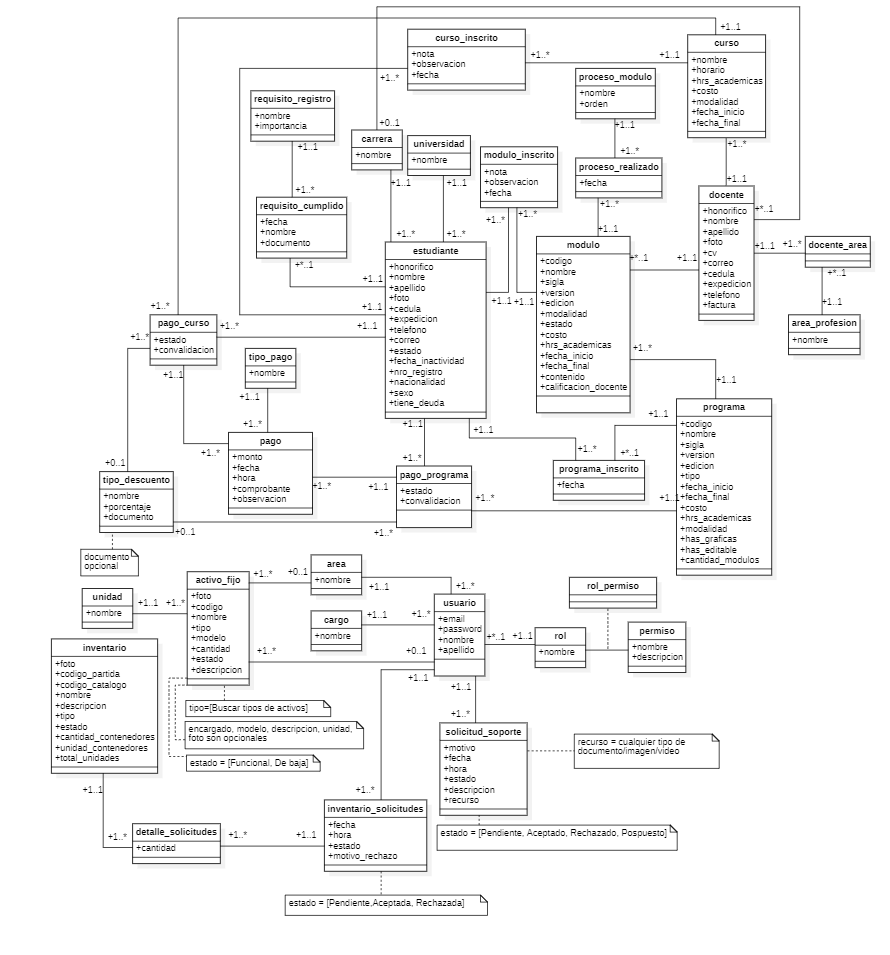 curso_inscrito
+nota
+observacion
+fecha
+1..*
+1..1
+1..*
+1..1
curso
+nombre
+horario
+hrs_academicas
+costo
+modalidad
+fecha_inicio
+fecha_final
+1..*
+1..1
proceso_modulo
+nombre
+orden
+1..1
+1..*
proceso_realizado
+fecha
+1..*
+1..1
requisito_registro
+nombre
+importancia
+1..1
+1..*
requisito_cumplido
+fecha
+nombre
+documento
+*..1
+1..1
+0..1
carrera
+nombre
+1..1
+1..*
universidad
+nombre
+1..1
+1..*
modulo_inscrito
+nota
+observacion
+fecha
+1..*
+1..*
+1..1
+1..1
docente
+honorifico
+nombre
+apellido
+foto
+cv
+correo
+cedula
+expedicion
+telefono
+factura
+*..1
+1..1
+1..*
docente_area
+*..1
+1..1
area_profesion
+nombre
estudiante
+honorifico
+nombre
+apellido
+foto
+cedula
+expedicion
+telefono
+correo
+estado
+fecha_inactividad
+nro_registro
+nacionalidad
+sexo
+tiene_deuda
+1..1
+1..1
+1..1
+1..1
modulo
+codigo
+nombre
+sigla
+version
+edicion
+modalidad
+estado
+costo
+hrs_academicas
+fecha_inicio
+fecha_final
+contenido
+calificacion_docente
+*..1
+1..1
+1..*
+1..1
+1..*
pago_curso
+estado
+convalidacion
+1..*
+1..*
+1..1
tipo_pago
+nombre
+1..1
+1..*
pago
+monto
+fecha
+hora
+comprobante
+observacion
+1..*
+1..*
+1..1
+1..*
pago_programa
+estado
+convalidacion
+1..*
+1..*
+1..1
+1..*
programa_inscrito
+fecha
+*..1
+1..1
programa
+codigo
+nombre
+sigla
+version
+edicion
+tipo
+fecha_inicio
+fecha_final
+costo
+hrs_academicas
+modalidad
+has_graficas
+has_editable
+cantidad_modulos
+0..1
tipo_descuento
+nombre
+porcentaje
+documento
+0..1
documento
opcional
unidad
+nombre
+1..1
+1..*
activo_fijo
+foto
+codigo
+nombre
+tipo
+modelo
+cantidad
+estado
+descripcion
+1..*
+0..1
+1..*
area
+nombre
+1..1
+1..*
cargo
+nombre
+1..1
+1..*
+0..1
usuario
+email
+password
+nombre
+apellido
+*..1
+1..1
+1..1
+1..1
rol
+nombre
rol_permiso
permiso
+nombre
+descripcion
inventario
+foto
+codigo_partida
+codigo_catalogo
+nombre
+descripcion
+tipo
+estado
+cantidad_contenedores
+unidad_contenedores
+total_unidades
+1..1
+1..*
tipo=[Buscar tipos de activos]
encargado, modelo, descripcion, unidad,
foto son opcionales
estado = [Funcional, De baja]
+1..*
solicitud_soporte
+motivo
+fecha
+hora
+estado
+descripcion
+recurso
recurso = cualquier tipo de
documento/imagen/video
estado = [Pendiente, Aceptado, Rechazado, Pospuesto]
+1..*
inventario_solicitudes
+fecha
+hora
+estado
+motivo_rechazo
detalle_solicitudes
+cantidad
+1..*
+1..1
estado = [Pendiente,Aceptada, Rechazada]